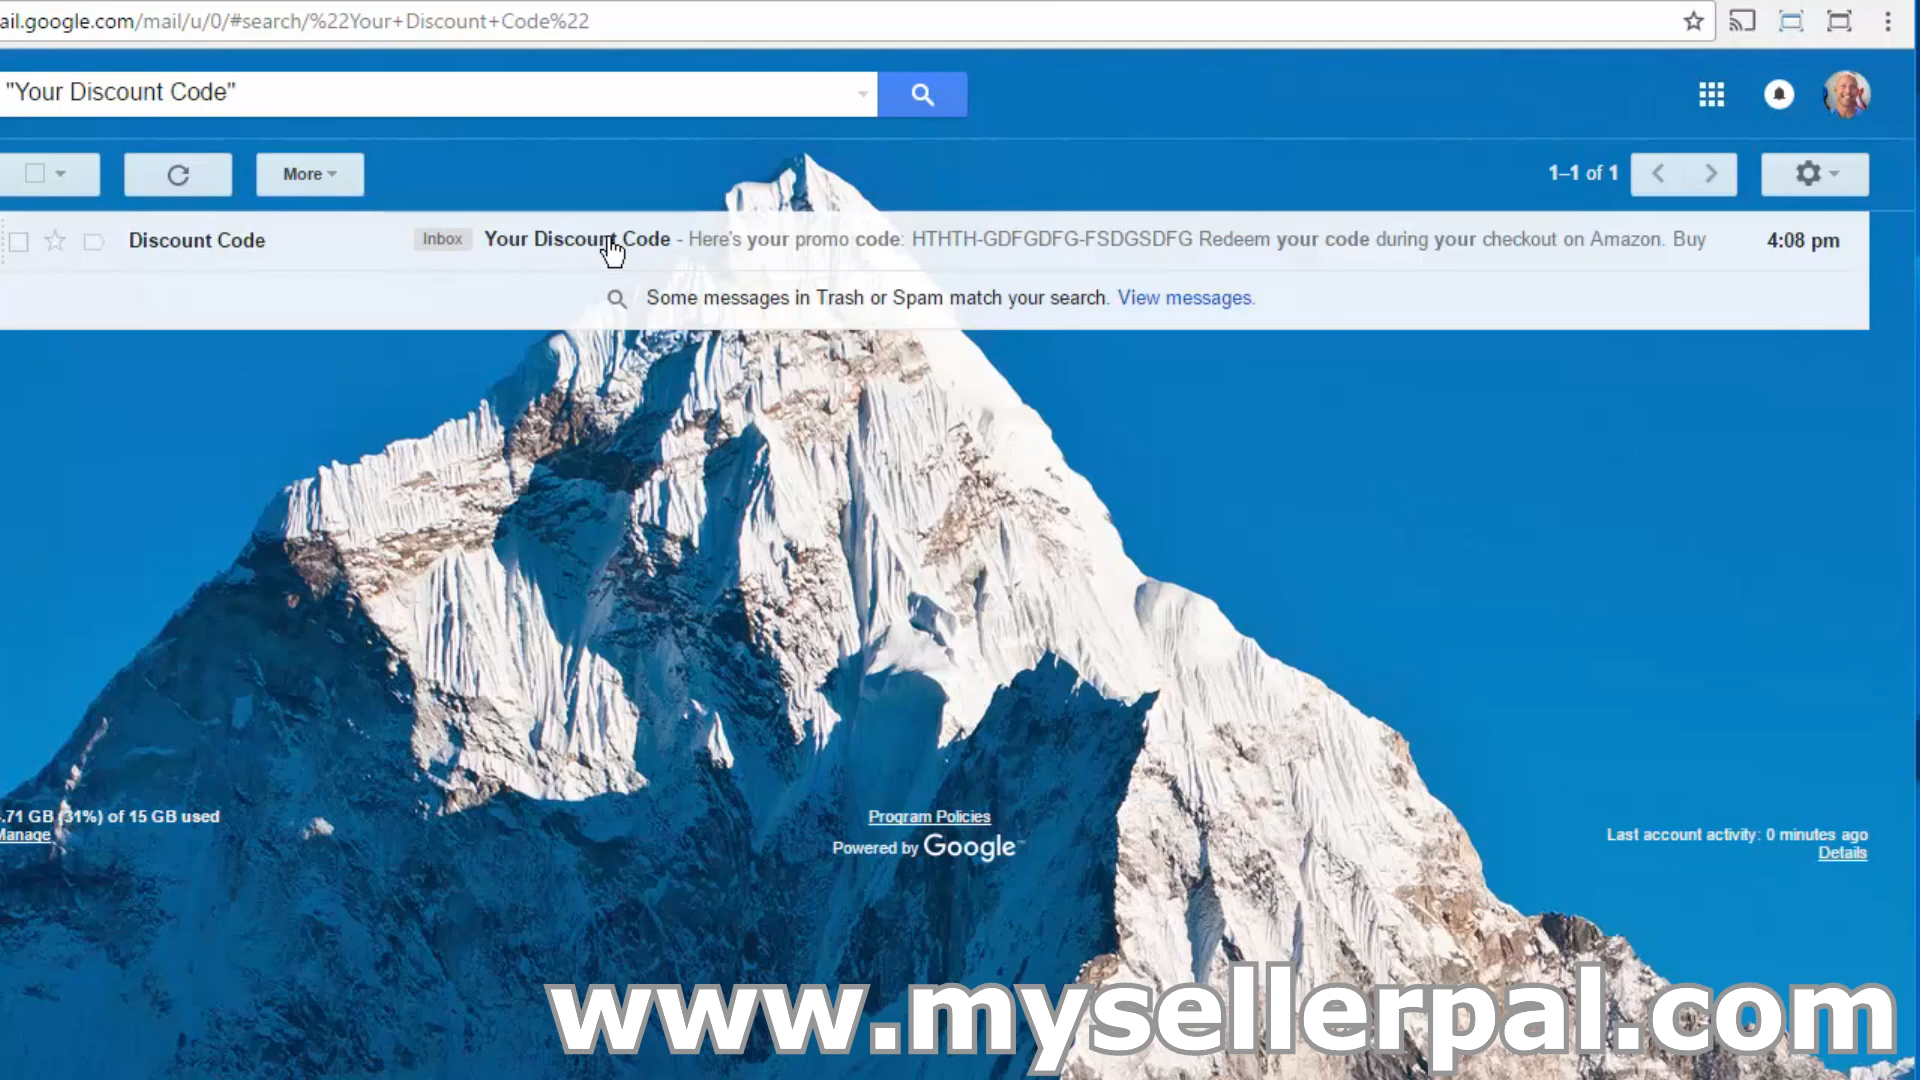 ail.google.com/mail/u/0/#search/%22Your+Discount+Code%22
"Your Discount Code"
More
1–1 of 1
Discount Code Inbox Your Discount Code - Here's your promo code: HTHTH-GDFGDFG-FSDGSDFG Redeem your code during your checkout on Amazon. Buy 4:08 pm
Some messages in Trash or Spam match your search. View messages.
.71 GB (31%) of 15 GB used
Manage
Program Policies
Powered by Google
Last account activity: 0 minutes ago
Details
www.mysellerpal.com